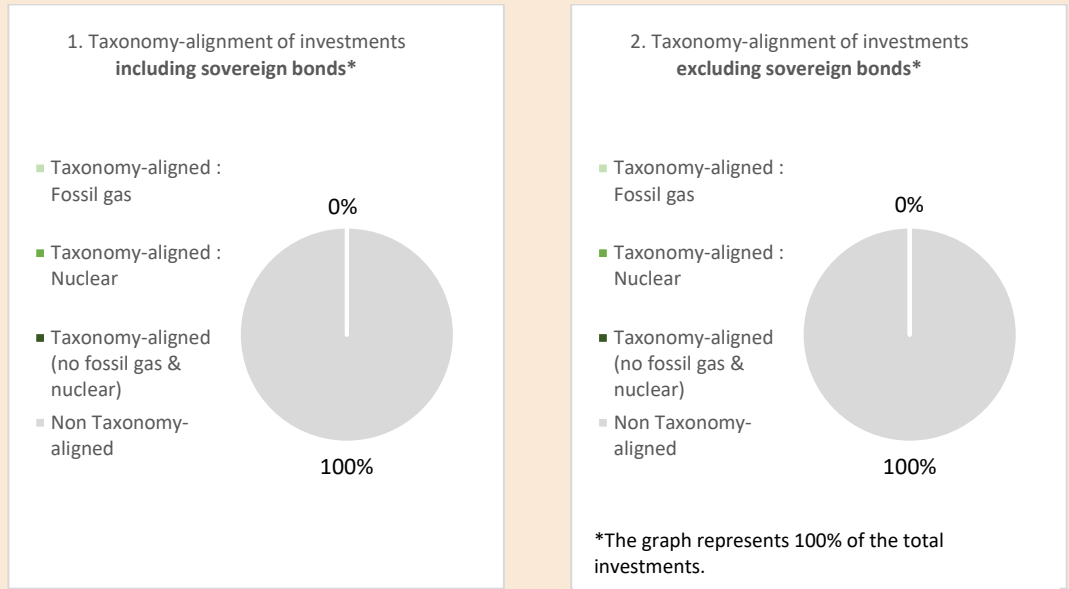 1. Taxonomy-alignment of investments
including sovereign bonds*
Taxonomy-aligned :
Fossil gas
Taxonomy-aligned :
Nuclear
Taxonomy-aligned
(no fossil gas &
nuclear)
Non Taxonomy-
aligned
0%
100%
2. Taxonomy-alignment of investments
excluding sovereign bonds*
Taxonomy-aligned :
Fossil gas
Taxonomy-aligned :
Nuclear
Taxonomy-aligned
(no fossil gas &
nuclear)
Non Taxonomy-
aligned
0%
100%
*The graph represents 100% of the total
investments.